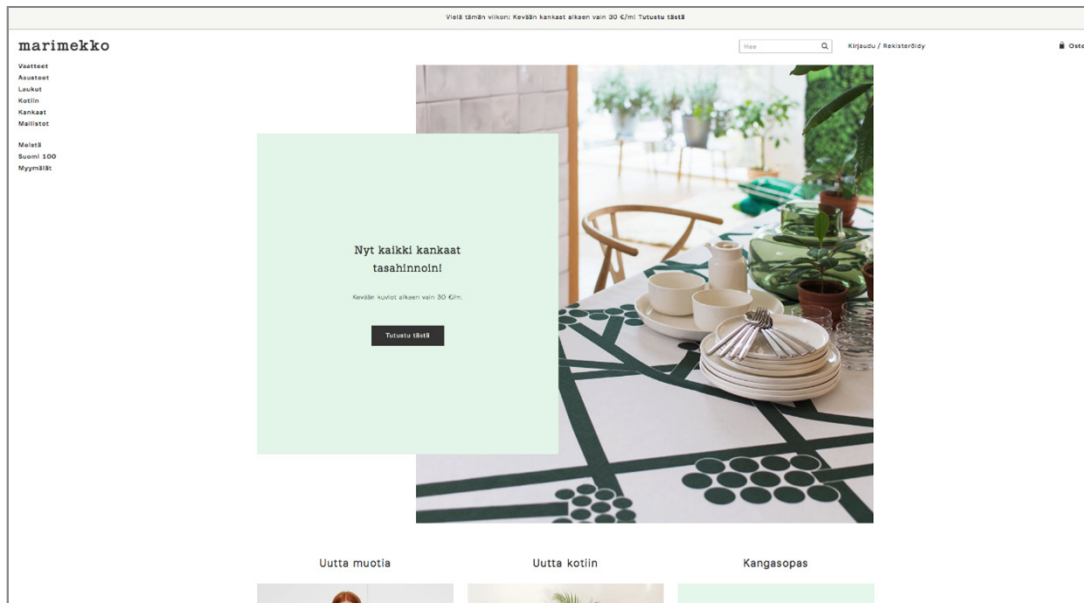 Vielä tämän viikon: Kevään kankaat alkaen vain 30 €/m! Tutustu tästä
marimekko
Hae
Kirjaudu / Rekisteröidy
Oste
Vaatteet
Asusteet
Laukut
Kotiin
Kankaat
Mallistot
Meistä
Suomi 100
Myymälät
Nyt kaikki kankaat
tasahinnoin!
Kevään kuviot alkaen vain 30 €/m.
Tutustu tästä
Uutta muotia
Uutta kotiin
Kangasopas